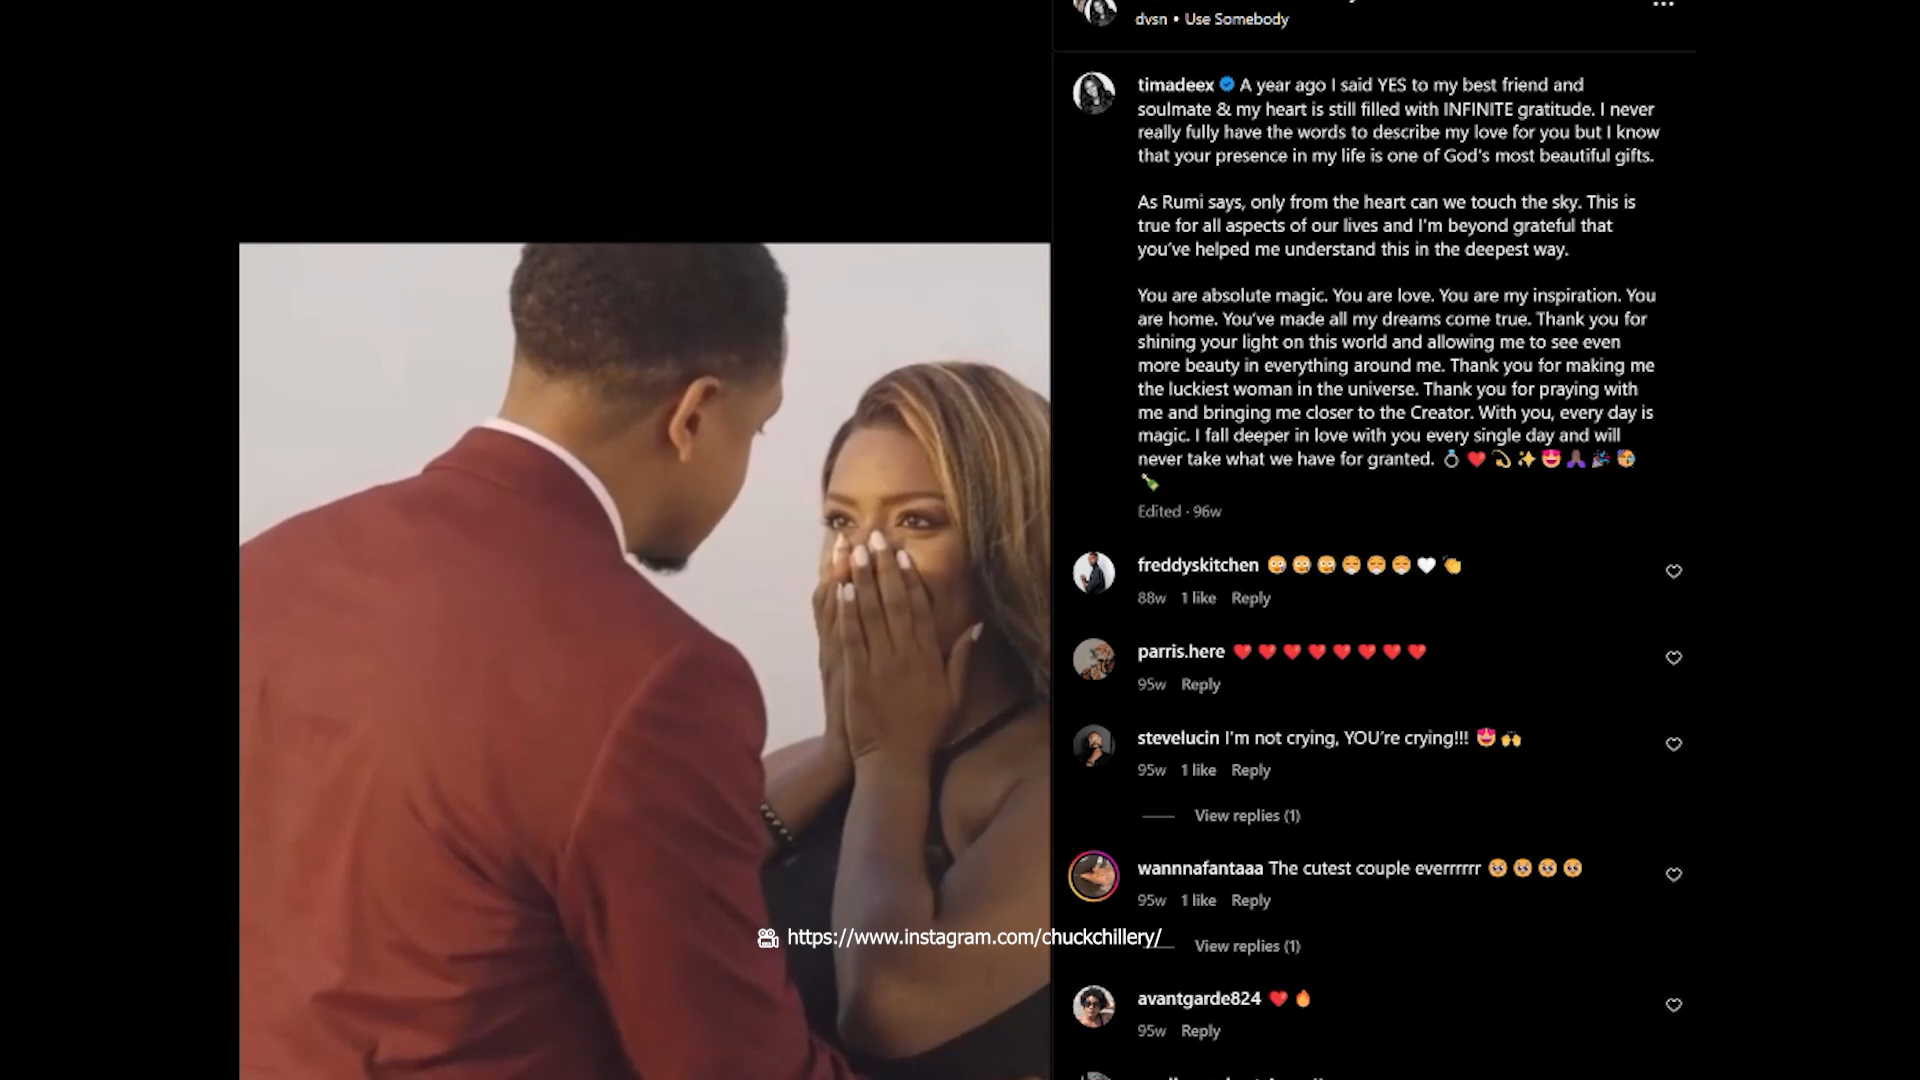 dvsn • Use Somebody
timadeex A year ago I said YES to my best friend and
soulmate & my heart is still filled with INFINITE gratitude. I never
really fully have the words to describe my love for you but I know
that your presence in my life is one of God's most beautiful gifts.
As Rumi says, only from the heart can we touch the sky. This is
true for all aspects of our lives and I'm beyond grateful that
you've helped me understand this in the deepest way.
You are absolute magic. You are love. You are my inspiration. You
are home. You've made all my dreams come true. Thank you for
shining your light on this world and allowing me to see even
more beauty in everything around me. Thank you for making me
the luckiest woman in the universe. Thank you for praying with
me and bringing me closer to the Creator. With you, every day is
magic. I fall deeper in love with you every single day and will
never take what we have for granted. 💍❤️💫✨😍🙏🏾🎉🥳
🍾
Edited · 96w
freddyskitchen 🥲🥲🥲😤😤😤🤍👏
88w 1 like Reply
parris.here ❤️❤️❤️❤️❤️❤️❤️❤️
95w Reply
stevelucin I'm not crying, YOU're crying!!! 😍🙌
95w 1 like Reply
View replies (1)
wannnafantaaa The cutest couple everrrrrr 🥺🥺🥺🥺
95w 1 like Reply
https://www.instagram.com/chuckchillery/
View replies (1)
avantgarde824 ❤️🔥
95w Reply